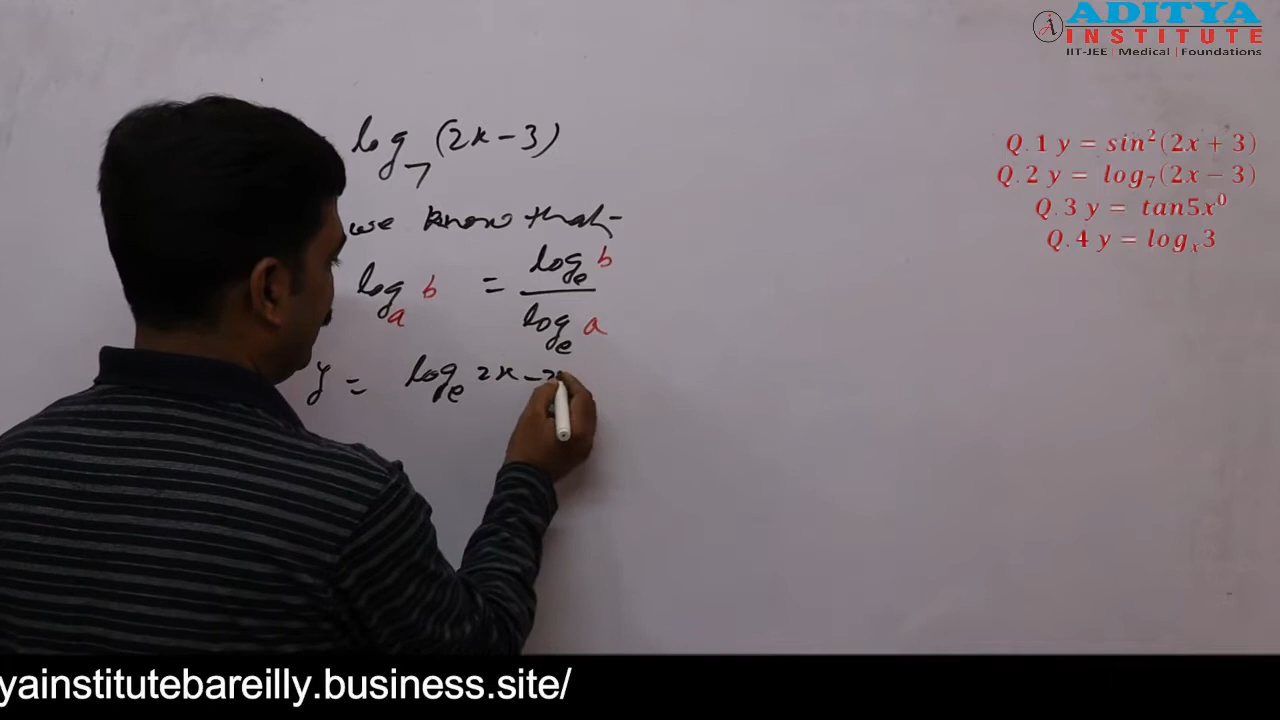 ADITYA
INSTITUTE
IIT-JEE | Medical | Foundations
log₇ (2x-3)
we know that-
logₐ b = logₑ b / logₑ a
y = logₑ 2x-3
Q.1 y = sin²(2x + 3)
Q.2 y = log₇(2x − 3)
Q.3 y = tan5x⁰
Q.4 y = logₓ3
yainstitutebareilly.business.site/